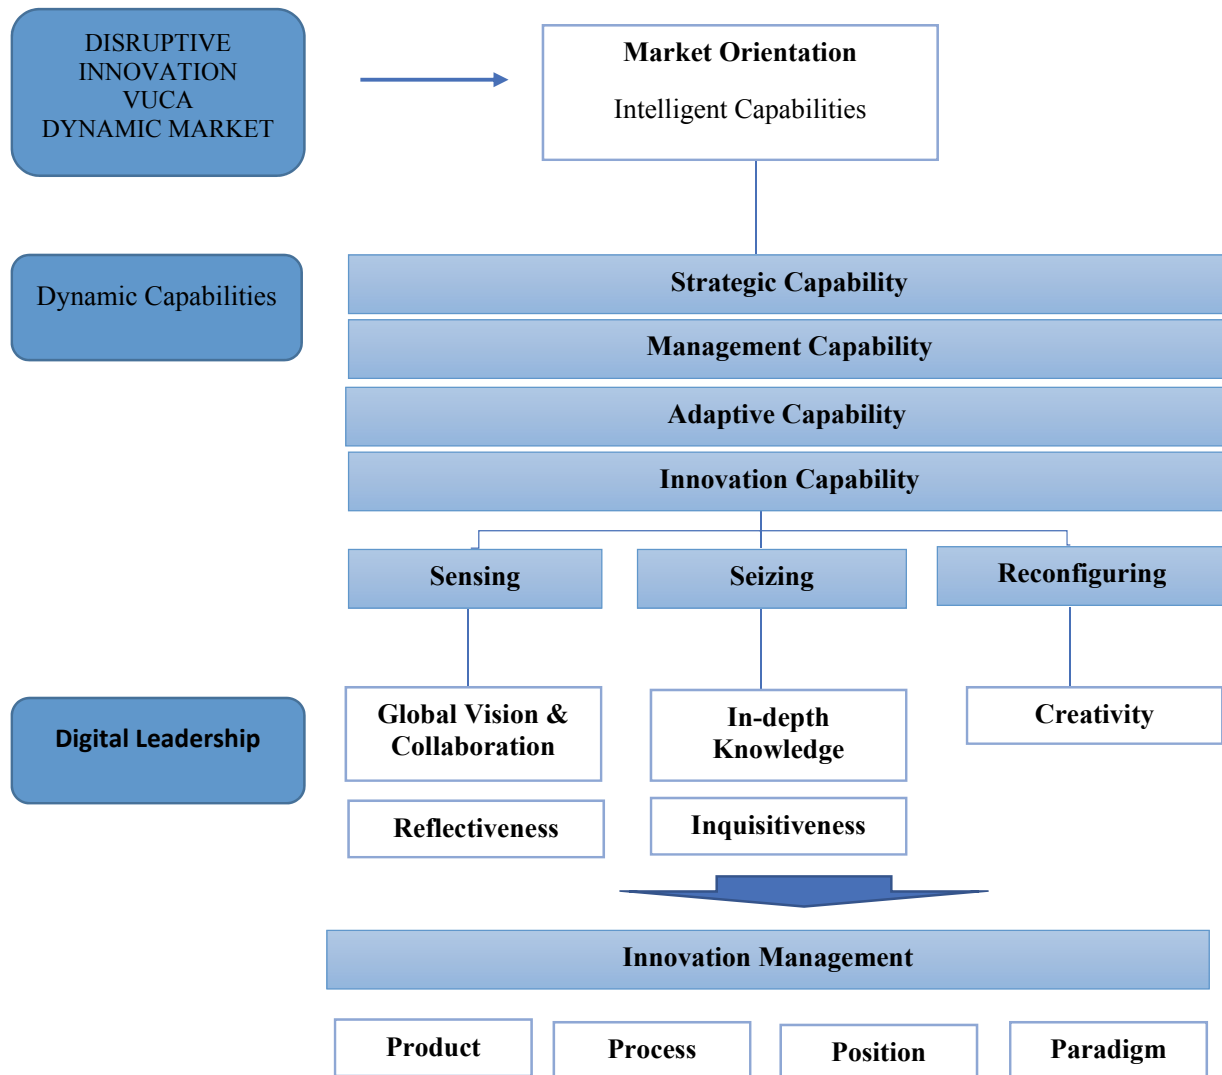 DISRUPTIVE
INNOVATION
VUCA
DYNAMIC MARKET
Market Orientation
Intelligent Capabilities
Dynamic Capabilities
Strategic Capability
Management Capability
Adaptive Capability
Innovation Capability
Sensing
Seizing
Reconfiguring
Digital Leadership
Global Vision &
Collaboration
In-depth
Knowledge
Creativity
Reflectiveness
Inquisitiveness
Innovation Management
Product
Process
Position
Paradigm